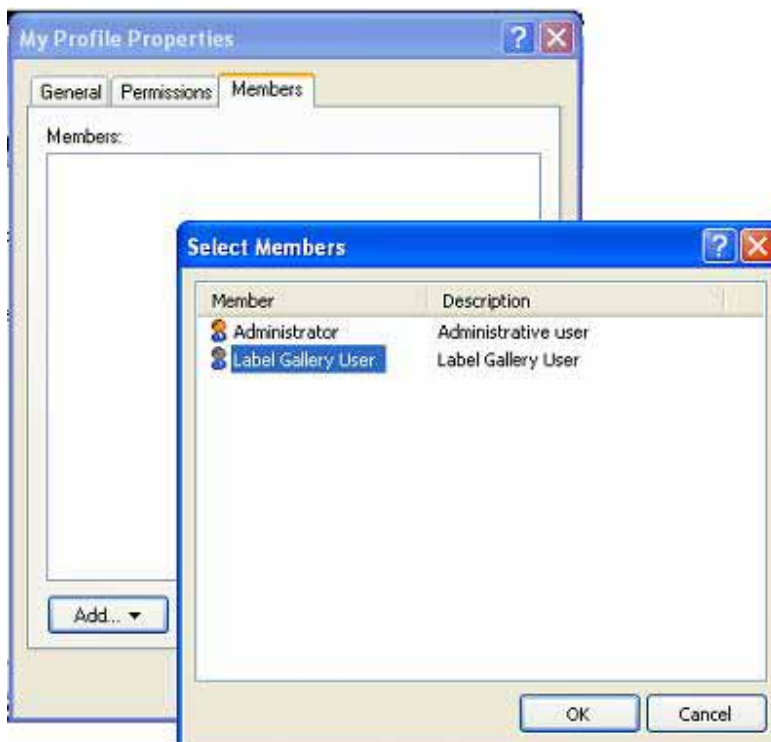 My Profile Properties
General Permissions Members
Members:
Select Members
Member Description
Administrator Administrative user
Label Gallery User Label Gallery User
Add...
OK Cancel